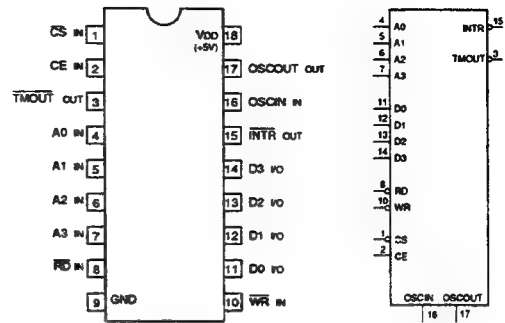 CS IN 1
VDD (+5V) 18
CE IN 2
17 OSCOUT OUT
TMOUT OUT 3
16 OSCIN IN
A0 IN 4
15 INTR OUT
A1 IN 5
14 D3 I/O
A2 IN 6
13 D2 I/O
A3 IN 7
12 D1 I/O
RD IN 8
11 D0 I/O
9 GND
10 WR IN
4 A0
INTR 15
5 A1
6 A2
TMOUT 3
7 A3
11 D0
12 D1
13 D2
14 D3
8 RD
10 WR
1 CS
2 CE
OSCIN OSCOUT
16 17